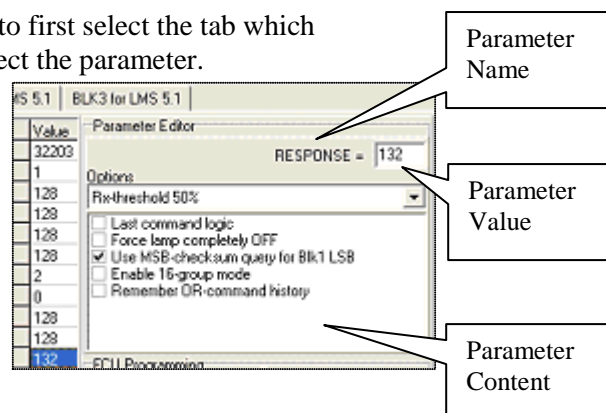 to first select the tab which
ect the parameter.
Parameter
Name
Parameter
Value
Parameter
Content
MS 5.1 BLK3 for LMS 5.1
Value
32203
1
128
128
128
128
2
0
128
128
132
Parameter Editor
RESPONSE = 132
Options
Rx-threshold 50%
Last command logic
Force lamp completely OFF
Use MSB-checksum query for Blk1 LSB
Enable 16-group mode
Remember OR-command history
ECU Programming